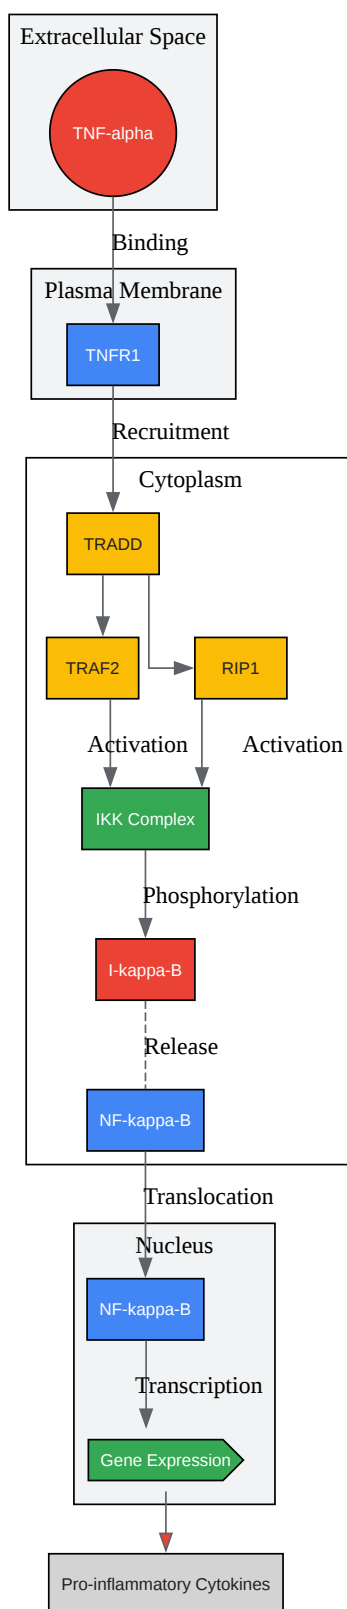 Extracellular Space
TNF-alpha
Binding
Plasma Membrane
TNFR1
Recruitment
Cytoplasm
TRADD
TRAF2
RIP1
Activation
Activation
IKK Complex
Phosphorylation
I-kappa-B
Release
NF-kappa-B
Translocation
Nucleus
NF-kappa-B
Transcription
Gene Expression
Pro-inflammatory Cytokines